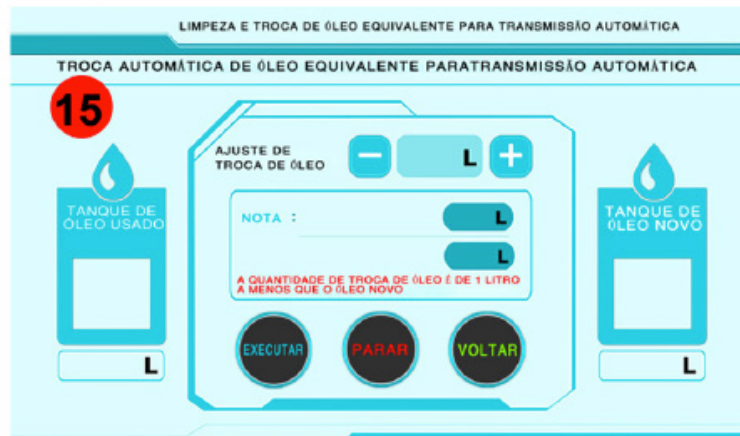 LIMPEZA E TROCA DE ÓLEO EQUIVALENTE PARA TRANSMISSÃO AUTOMÁTICA
TROCA AUTOMÁTICA DE ÓLEO EQUIVALENTE PARATRANSMISSÃO AUTOMÁTICA
15
AJUSTE DE
TROCA DE ÓLEO
− L +
TANQUE DE
ÓLEO USADO
L
NOTA : L
L
A QUANTIDADE DE TROCA DE ÓLEO É DE 1 LITRO
A MENOS QUE O ÓLEO NOVO
EXECUTAR PARAR VOLTAR
TANQUE DE
ÓLEO NOVO
L